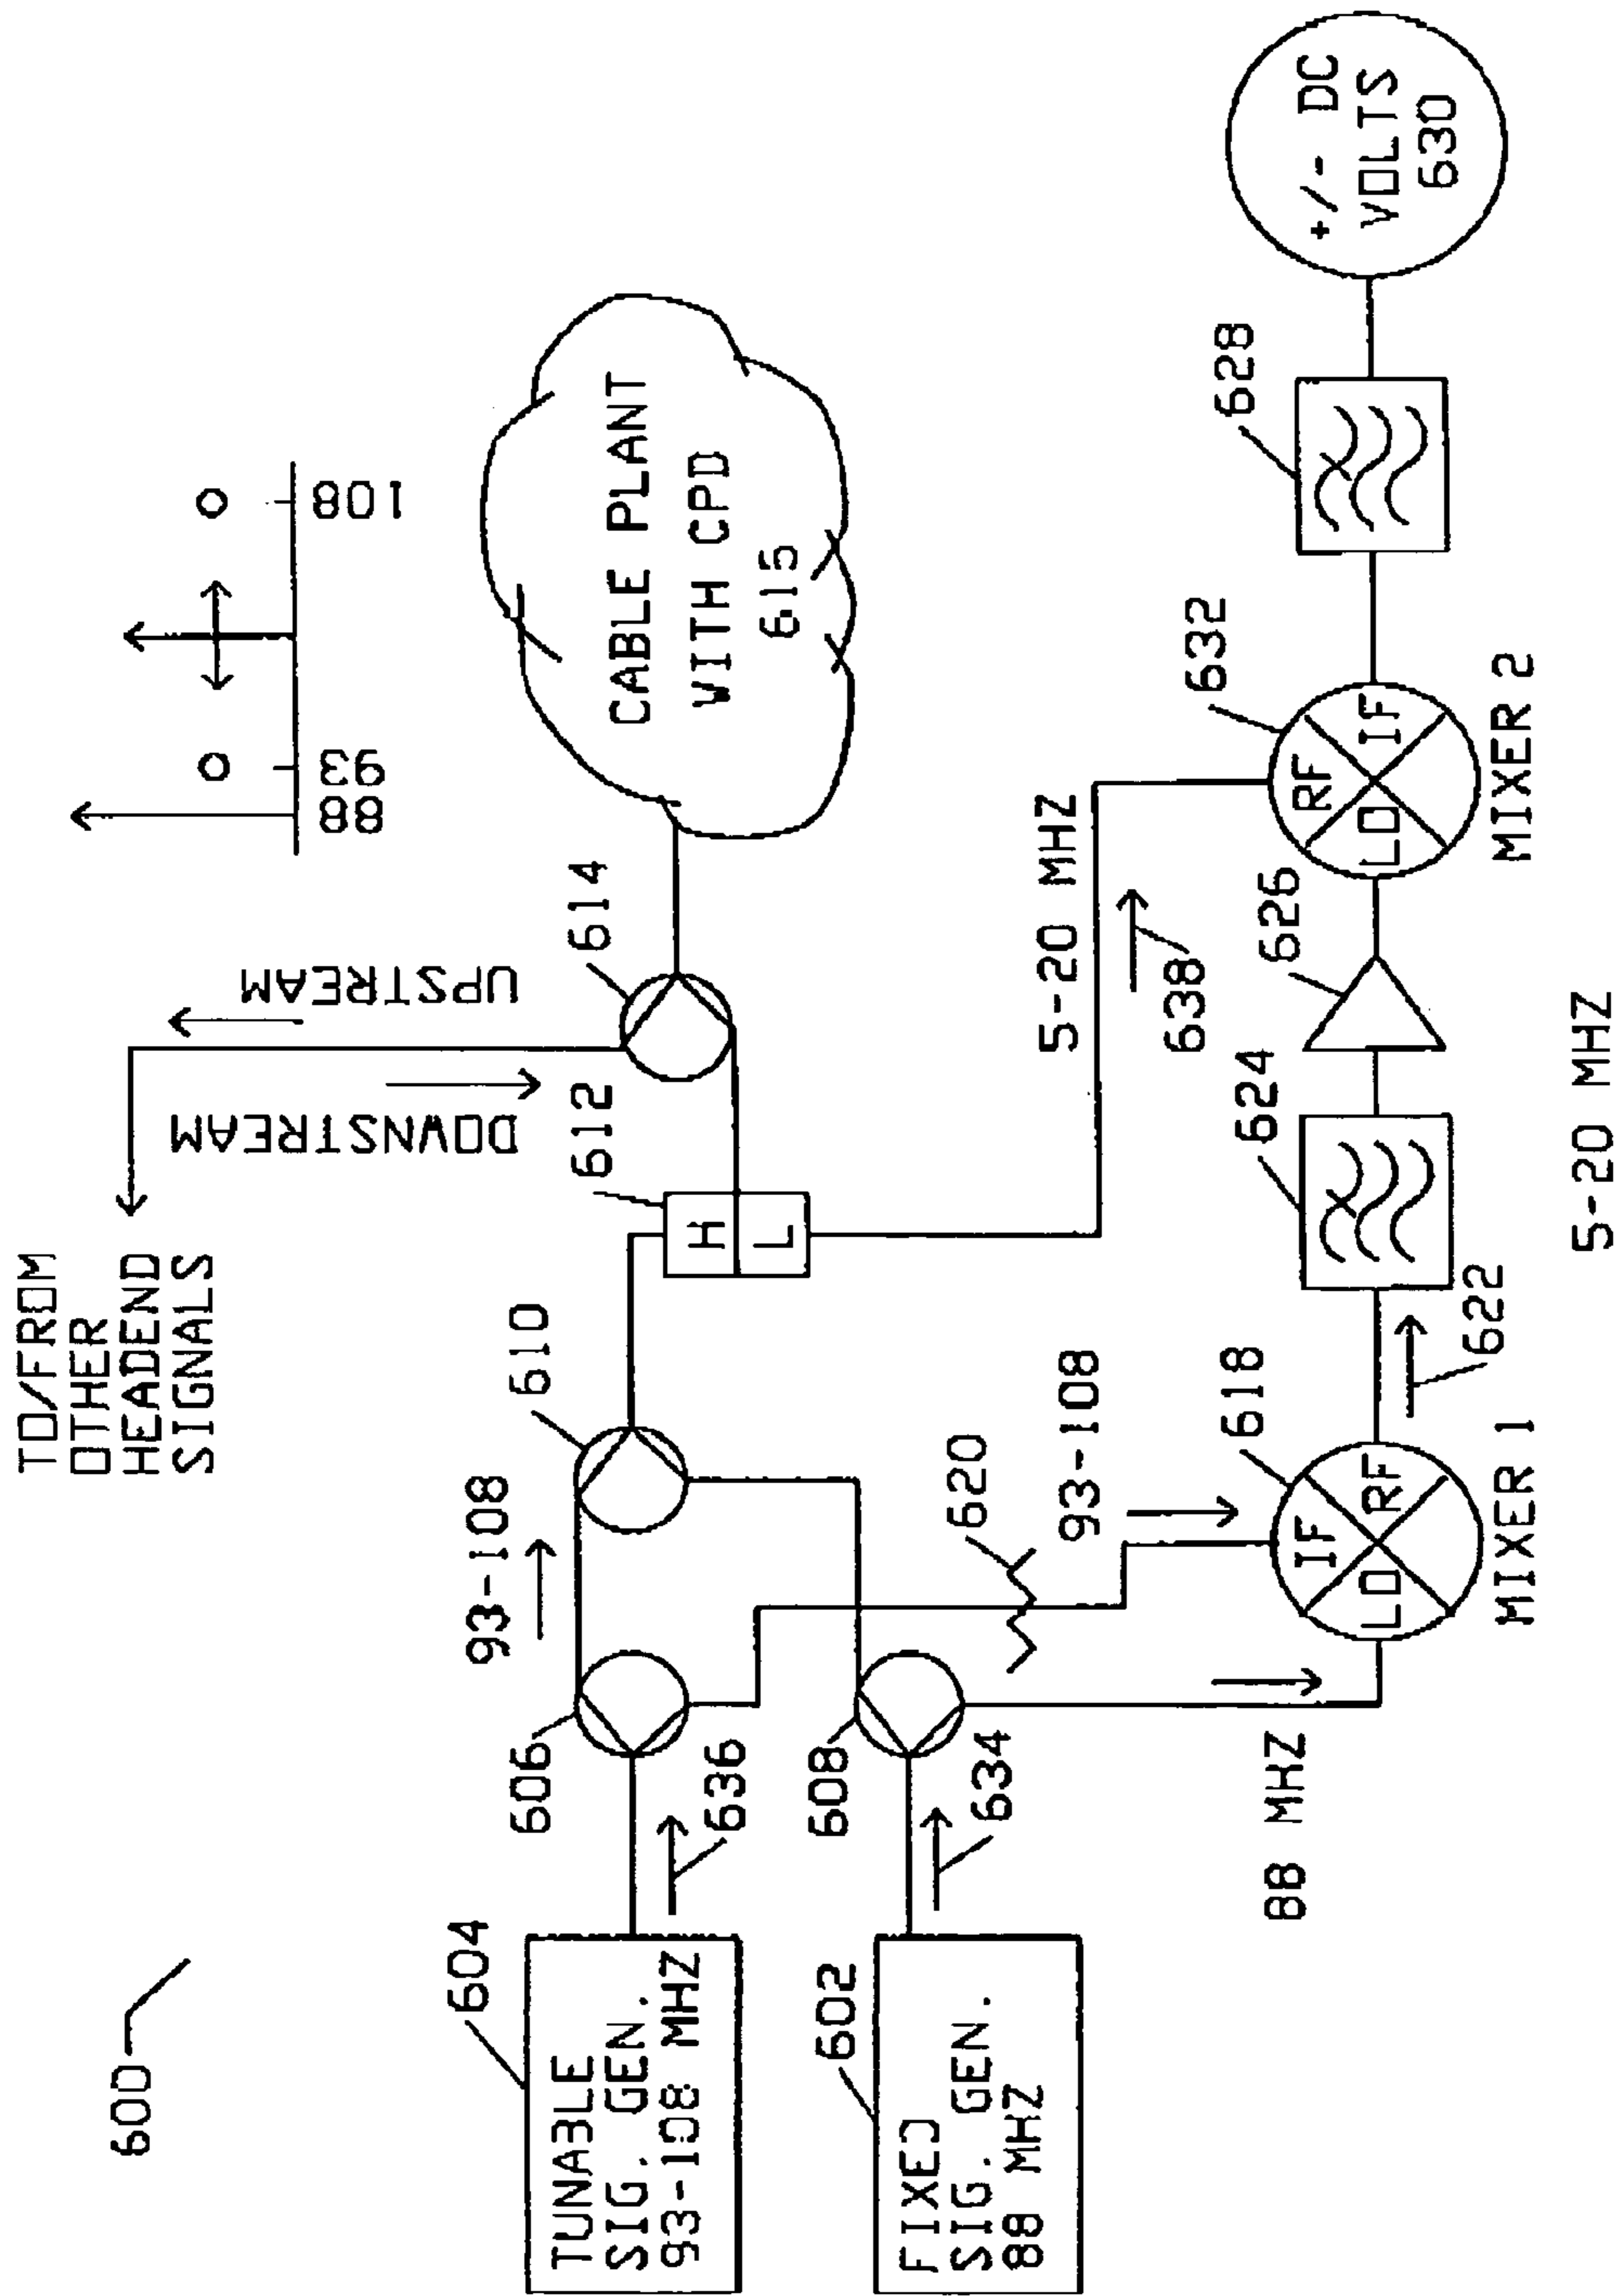 600
TO/FROM
OTHER
HEADEND
SIGNALS
DOWNSTREAM
UPSTREAM
88
93
108
604
TUNABLE
SIG. GEN.
93-108 MHZ
636
606
93-108
610
612
H
L
614
CABLE PLANT
WITH CPD
615
602
FIXED
SIG. GEN.
88 MHZ
634
608
620
93-108
5-20 MHZ
638
88 MHZ
618
IF
LO
RF
MIXER 1
622
624
626
632
RF
LO
IF
MIXER 2
628
+/- DC
VOLTS
630
5-20 MHZ